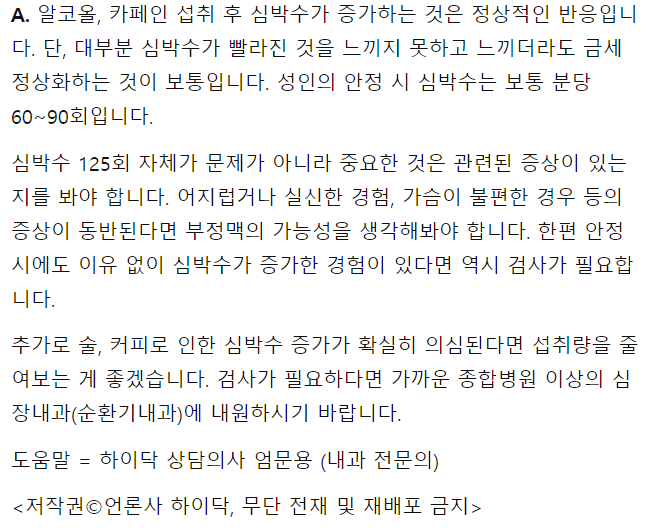 A. 알코올, 카페인 섭취 후 심박수가 증가하는 것은 정상적인 반응입니
다. 단, 대부분 심박수가 빨라진 것을 느끼지 못하고 느끼더라도 금세
정상화하는 것이 보통입니다. 성인의 안정 시 심박수는 보통 분당
60~90회입니다.
심박수 125회 자체가 문제가 아니라 중요한 것은 관련된 증상이 있는
지를 봐야 합니다. 어지럽거나 실신한 경험, 가슴이 불편한 경우 등의
증상이 동반된다면 부정맥의 가능성을 생각해봐야 합니다. 한편 안정
시에도 이유 없이 심박수가 증가한 경험이 있다면 역시 검사가 필요합
니다.
추가로 술, 커피로 인한 심박수 증가가 확실히 의심된다면 섭취량을 줄
여보는 게 좋겠습니다. 검사가 필요하다면 가까운 종합병원 이상의 심
장내과(순환기내과)에 내원하시기 바랍니다.
도움말 = 하이닥 상담의사 엄문용 (내과 전문의)
<저작권©언론사 하이닥, 무단 전재 및 재배포 금지>